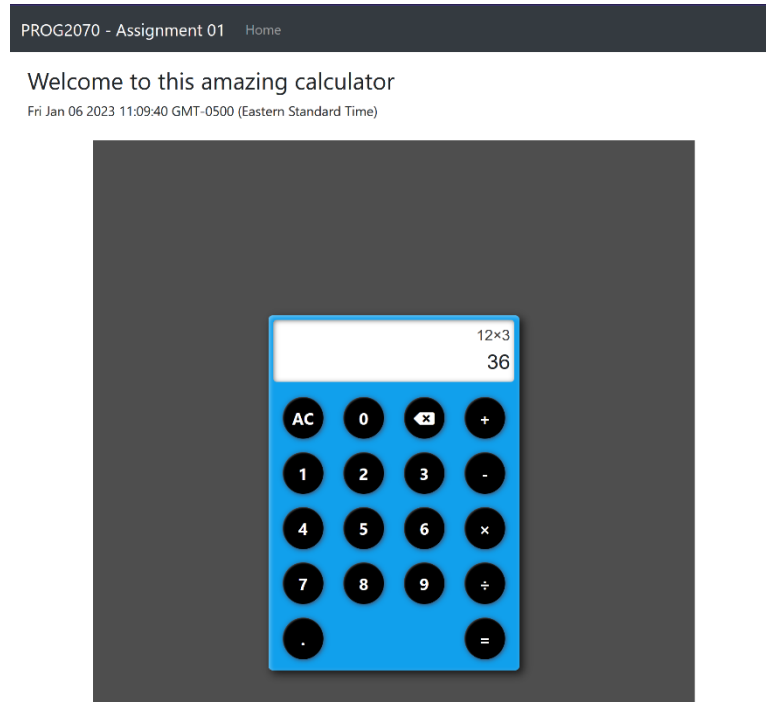 PROG2070 - Assignment 01 Home
Welcome to this amazing calculator
Fri Jan 06 2023 11:09:40 GMT-0500 (Eastern Standard Time)
12×3
36
AC 0 +
1 2 3 -
4 5 6 ×
7 8 9 ÷
. =